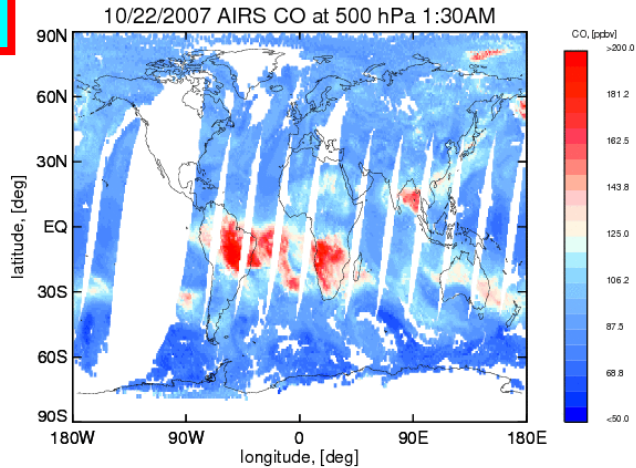 10/22/2007 AIRS CO at 500 hPa 1:30AM
CO, [ppbv]
90N
60N
30N
EQ
30S
60S
90S
latitude, [deg]
180W
90W
0
90E
180E
longitude, [deg]
>200.0
181.2
162.5
143.8
125.0
106.2
87.5
68.8
<50.0